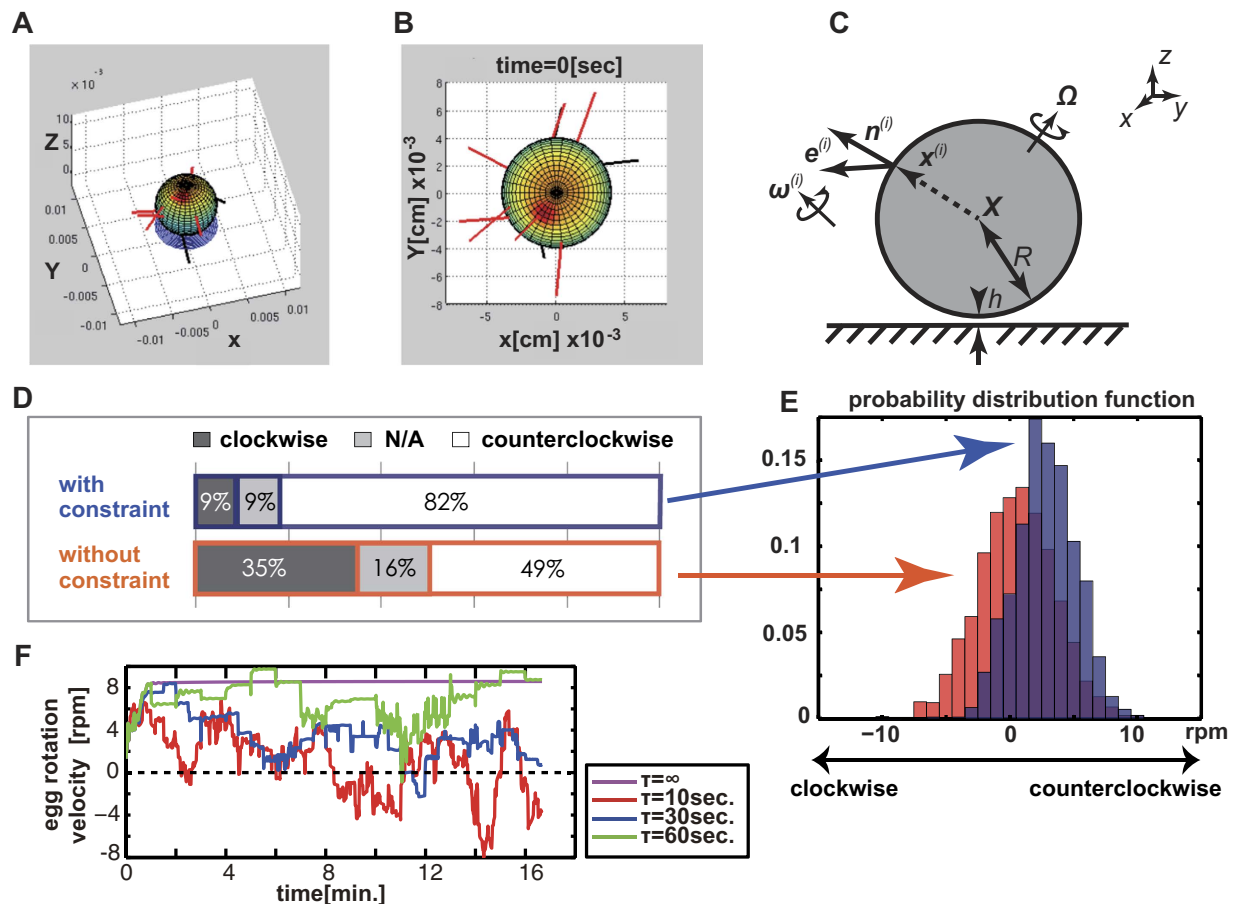 A
× 10⁻³
10
5
0
Z
0.01
0.005
0
-0.005
-0.01
Y
-0.01
-0.005
0
0.005
0.01
x
B
time=0[sec]
8
6
4
2
0
-2
-4
-6
-8
Y[cm] x10⁻³
-5
0
5
x[cm] x10⁻³
C
z
x
y
Ω
n⁽ⁱ⁾
e⁽ⁱ⁾
x⁽ⁱ⁾
ω⁽ⁱ⁾
X
R
h
D
clockwise N/A counterclockwise
with
constraint
9% 9% 82%
without
constraint
35% 16% 49%
E
probability distribution function
0.15
0.1
0.05
0
−10 0 10 rpm
clockwise counterclockwise
F
egg rotation
velocity [rpm]
8
4
0
−4
-8
0 4 8 12 16
time[min.]
τ=∞
τ=10sec.
τ=30sec.
τ=60sec.